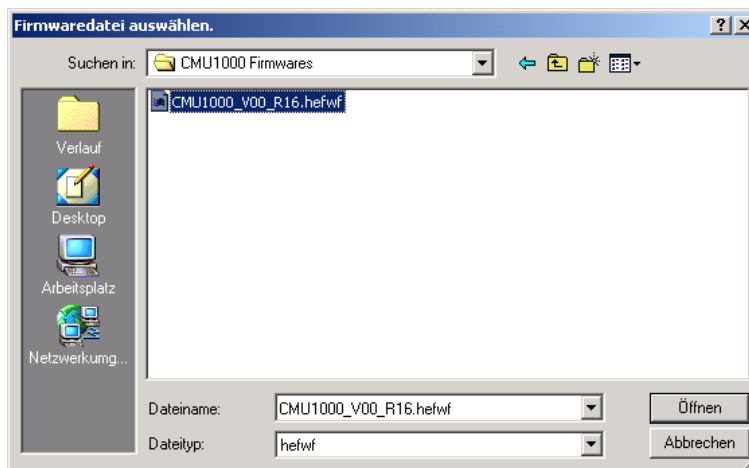 Firmwaredatei auswählen.
Suchen in: CMU1000 Firmwares
CMU1000_V00_R16.hefwf
Verlauf
Desktop
Arbeitsplatz
Netzwerkumg...
Dateiname: CMU1000_V00_R16.hefwf Öffnen
Dateityp: hefwf Abbrechen